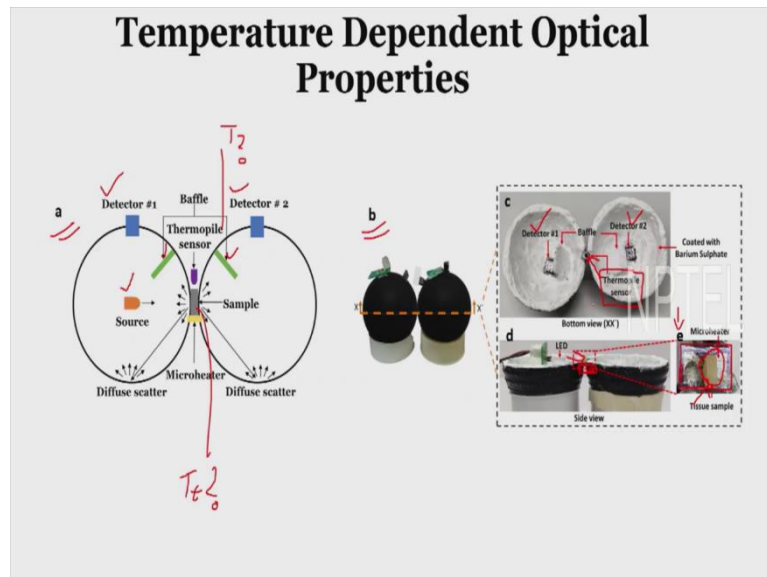 Temperature Dependent Optical
Properties
T?
a
Detector #1
Baffle
Detector # 2
Thermopile
sensor
Source
Sample
Microheater
Diffuse scatter
Diffuse scatter
Tt?
b
X
X'
c
Detector #1
Baffle
Detector #2
Coated with
Barium Sulphate
Thermopile
sensor
NPTEL
Bottom view (XX')
d
LED
e
Microheater
Tissue sample
Side view